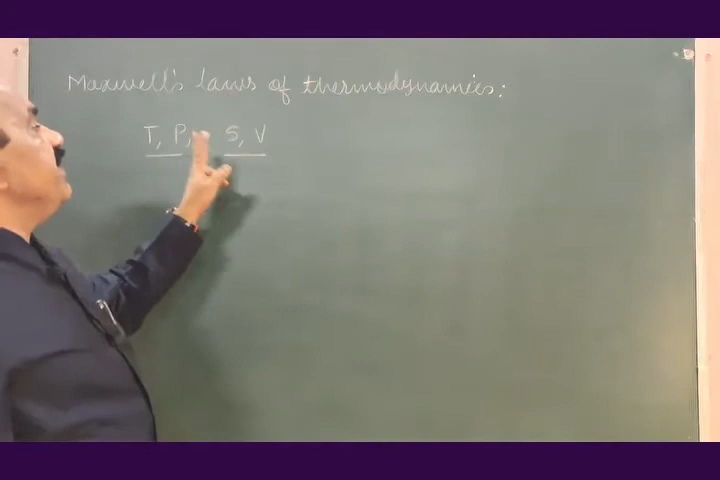 Maxwell's laws of thermodynamics:
T, P, S, V